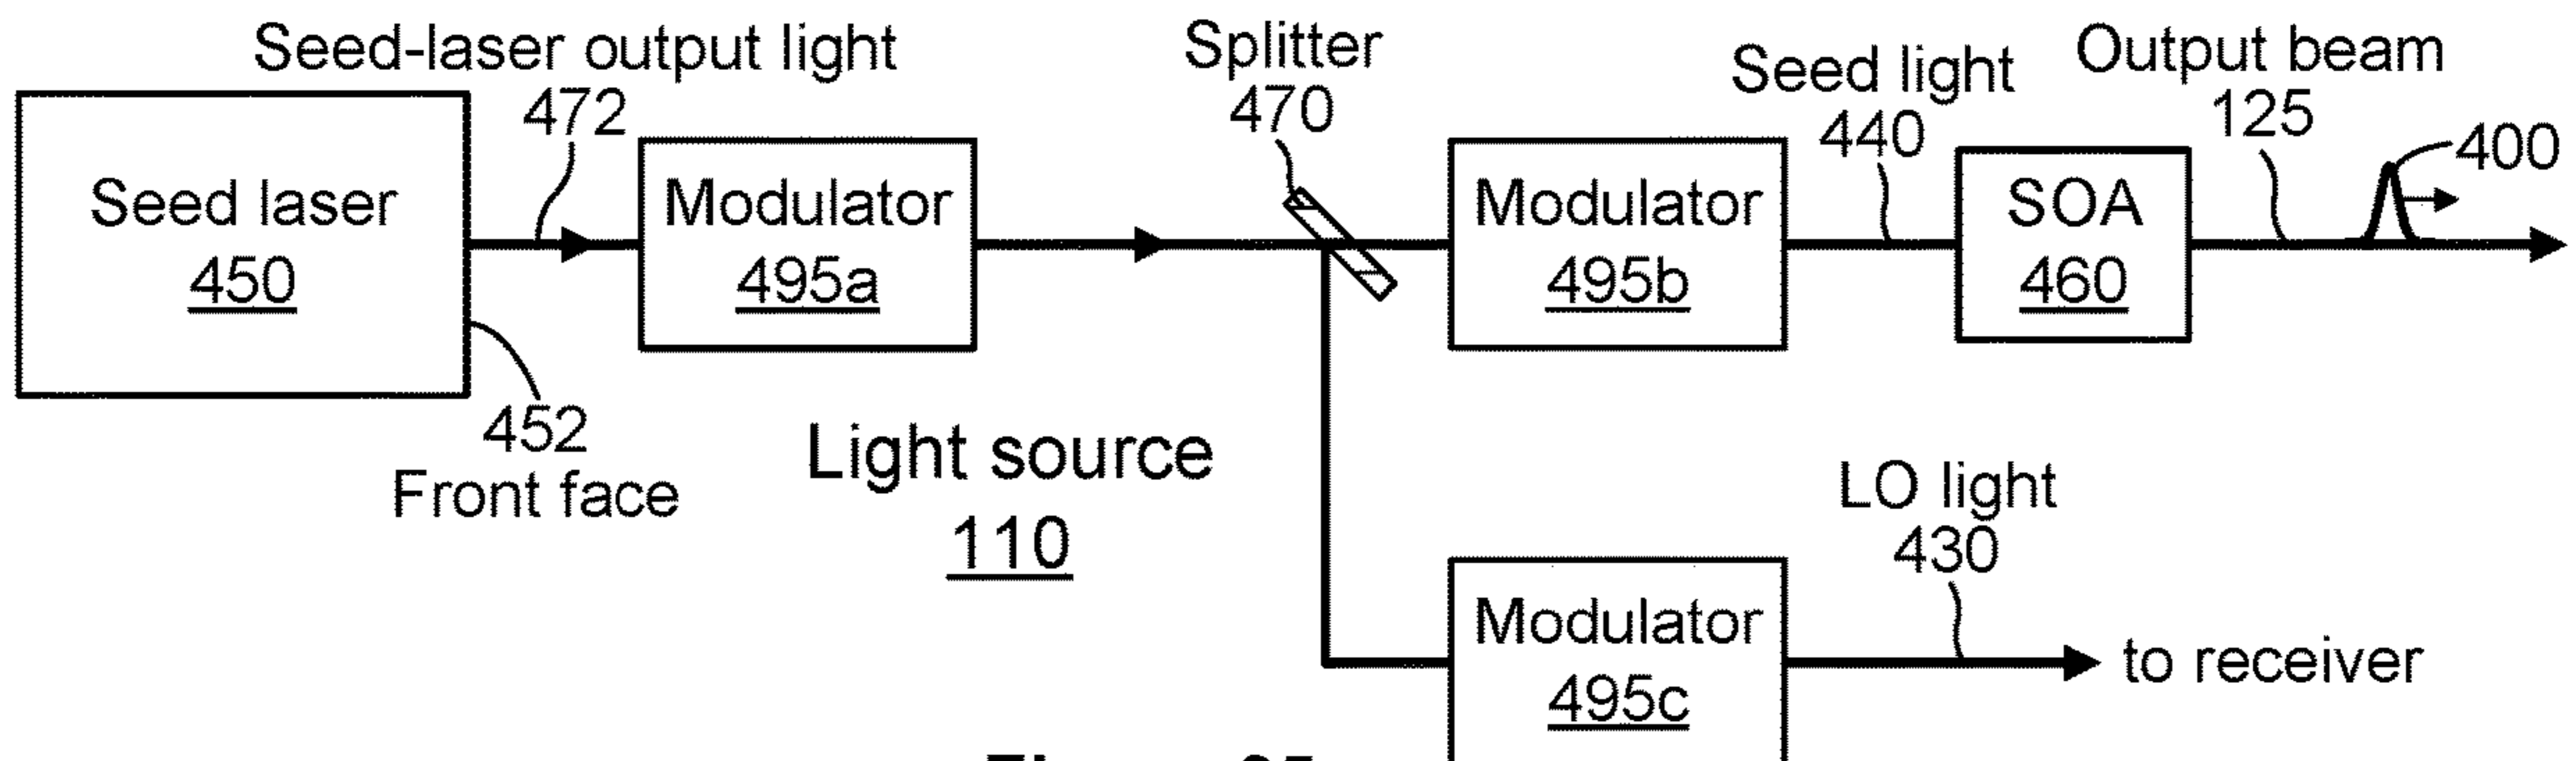 Seed-laser output light
472
Splitter
470
Seed light
440
Output beam
125
400
Seed laser
450
Modulator
495a
Modulator
495b
SOA
460
452
Front face
Light source
110
LO light
430
Modulator
495c
to receiver